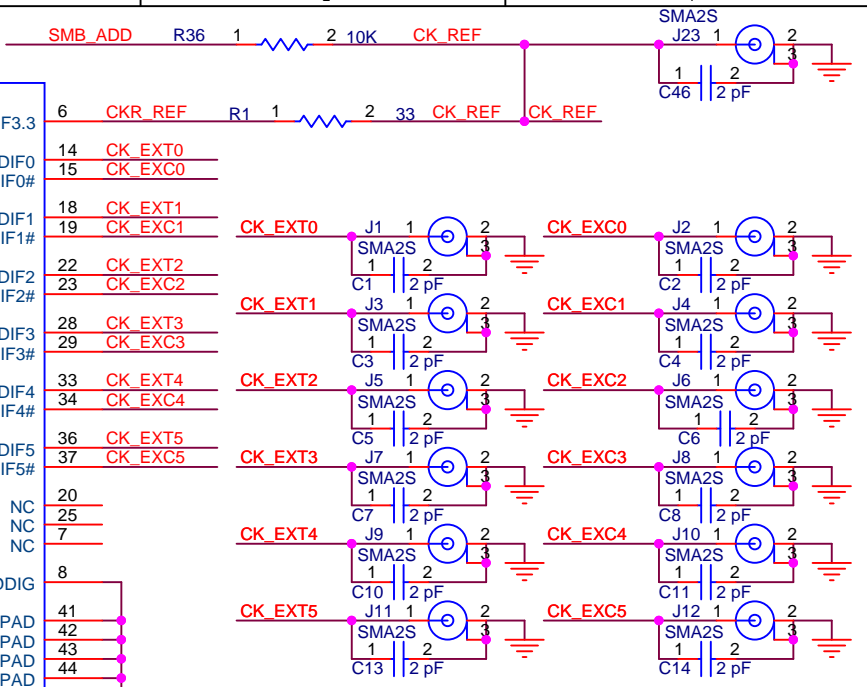 SMA2S
SMB_ADD R36 1 2 10K CK_REF J23 1 2
3
1 2
C46 2 pF
F3.3 6 CKR_REF R1 1 2 33 CK_REF CK_REF
DIF0 14 CK_EXT0
IF0# 15 CK_EXC0
DIF1 18 CK_EXT1
IF1# 19 CK_EXC1
CK_EXT0 J1 1 2 CK_EXC0 J2 1 2
SMA2S 3 SMA2S 3
1 2 1 2
C1 2 pF C2 2 pF
DIF2 22 CK_EXT2
IF2# 23 CK_EXC2
CK_EXT1 J3 1 2 CK_EXC1 J4 1 2
SMA2S 3 SMA2S 3
1 2 1 2
C3 2 pF C4 2 pF
DIF3 28 CK_EXT3
IF3# 29 CK_EXC3
CK_EXT2 J5 1 2 CK_EXC2 J6 1 2
SMA2S 3 SMA2S 3
1 2 1 2
C5 2 pF C6 2 pF
DIF4 33 CK_EXT4
IF4# 34 CK_EXC4
DIF5 36 CK_EXT5
IF5# 37 CK_EXC5
CK_EXT3 J7 1 2 CK_EXC3 J8 1 2
SMA2S 3 SMA2S 3
1 2 1 2
C7 2 pF C8 2 pF
NC 20
NC 25
NC 7
CK_EXT4 J9 1 2 CK_EXC4 J10 1 2
SMA2S 3 SMA2S 3
1 2 1 2
C10 2 pF C11 2 pF
DDIG 8
PAD 41
PAD 42
PAD 43
PAD 44
CK_EXT5 J11 1 2 CK_EXC5 J12 1 2
SMA2S 3 SMA2S 3
1 2 1 2
C13 2 pF C14 2 pF